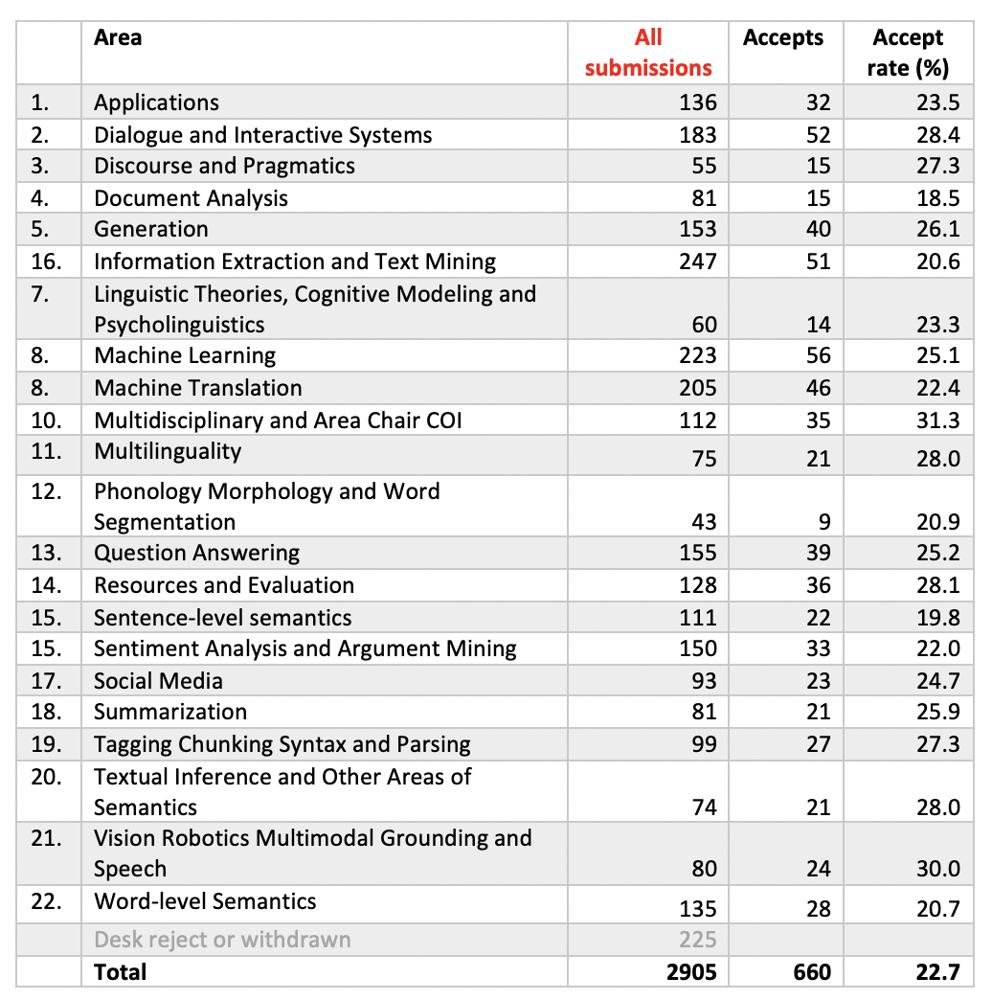 Area All submissions Accepts Accept rate (%)
1. Applications 136 32 23.5
2. Dialogue and Interactive Systems 183 52 28.4
3. Discourse and Pragmatics 55 15 27.3
4. Document Analysis 81 15 18.5
5. Generation 153 40 26.1
16. Information Extraction and Text Mining 247 51 20.6
7. Linguistic Theories, Cognitive Modeling and
Psycholinguistics 60 14 23.3
8. Machine Learning 223 56 25.1
8. Machine Translation 205 46 22.4
10. Multidisciplinary and Area Chair COI 112 35 31.3
11. Multilinguality 75 21 28.0
12. Phonology Morphology and Word
Segmentation 43 9 20.9
13. Question Answering 155 39 25.2
14. Resources and Evaluation 128 36 28.1
15. Sentence-level semantics 111 22 19.8
15. Sentiment Analysis and Argument Mining 150 33 22.0
17. Social Media 93 23 24.7
18. Summarization 81 21 25.9
19. Tagging Chunking Syntax and Parsing 99 27 27.3
20. Textual Inference and Other Areas of
Semantics 74 21 28.0
21. Vision Robotics Multimodal Grounding and
Speech 80 24 30.0
22. Word-level Semantics 135 28 20.7
Desk reject or withdrawn 225
Total 2905 660 22.7